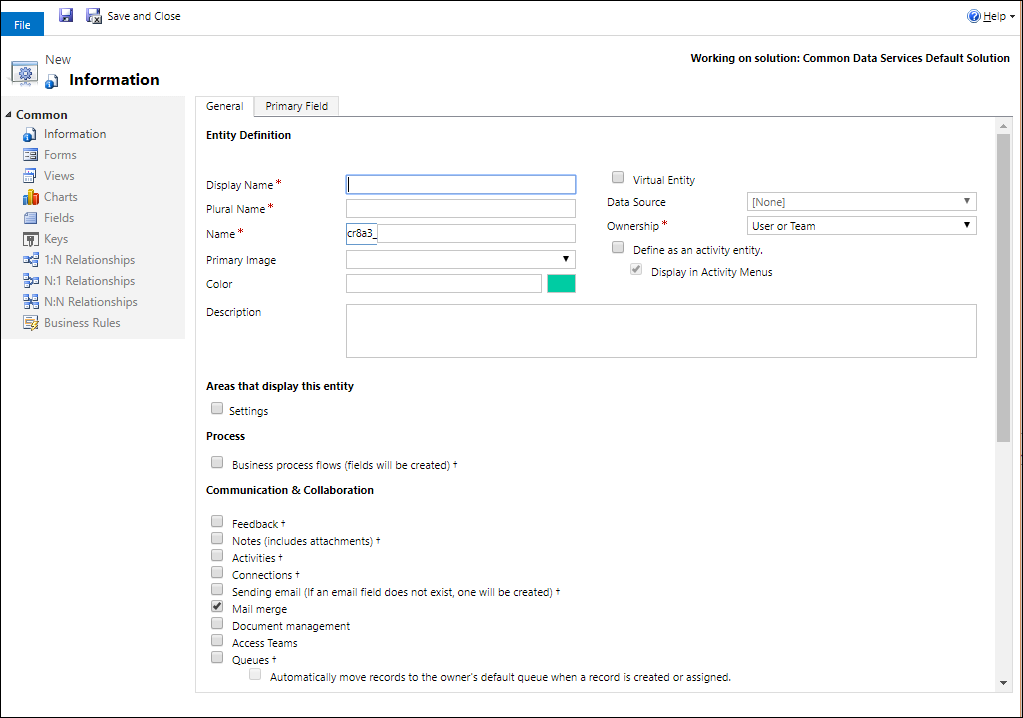 File
Save and Close
Help
New
Information
Working on solution: Common Data Services Default Solution
Common
Information
Forms
Views
Charts
Fields
Keys
1:N Relationships
N:1 Relationships
N:N Relationships
Business Rules
General
Primary Field
Entity Definition
Display Name *
Plural Name *
Name *
cr8a3_
Primary Image
Color
Description
Virtual Entity
Data Source
[None]
Ownership *
User or Team
Define as an activity entity.
Display in Activity Menus
Areas that display this entity
Settings
Process
Business process flows (fields will be created) †
Communication & Collaboration
Feedback †
Notes (includes attachments) †
Activities †
Connections †
Sending email (If an email field does not exist, one will be created) †
Mail merge
Document management
Access Teams
Queues †
Automatically move records to the owner's default queue when a record is created or assigned.